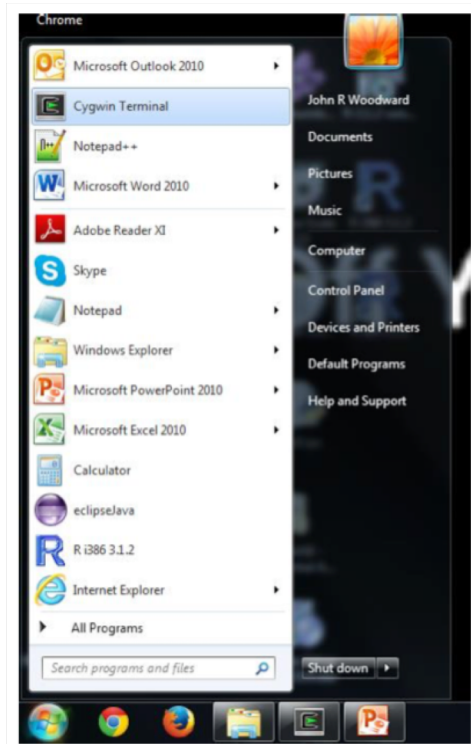 Chrome
Microsoft Outlook 2010
Cygwin Terminal
Notepad++
Microsoft Word 2010
Adobe Reader XI
Skype
Notepad
Windows Explorer
Microsoft PowerPoint 2010
Microsoft Excel 2010
Calculator
eclipseJava
R i386 3.1.2
Internet Explorer
All Programs
Search programs and files
John R Woodward
Documents
Pictures
Music
Computer
Control Panel
Devices and Printers
Default Programs
Help and Support
Shut down